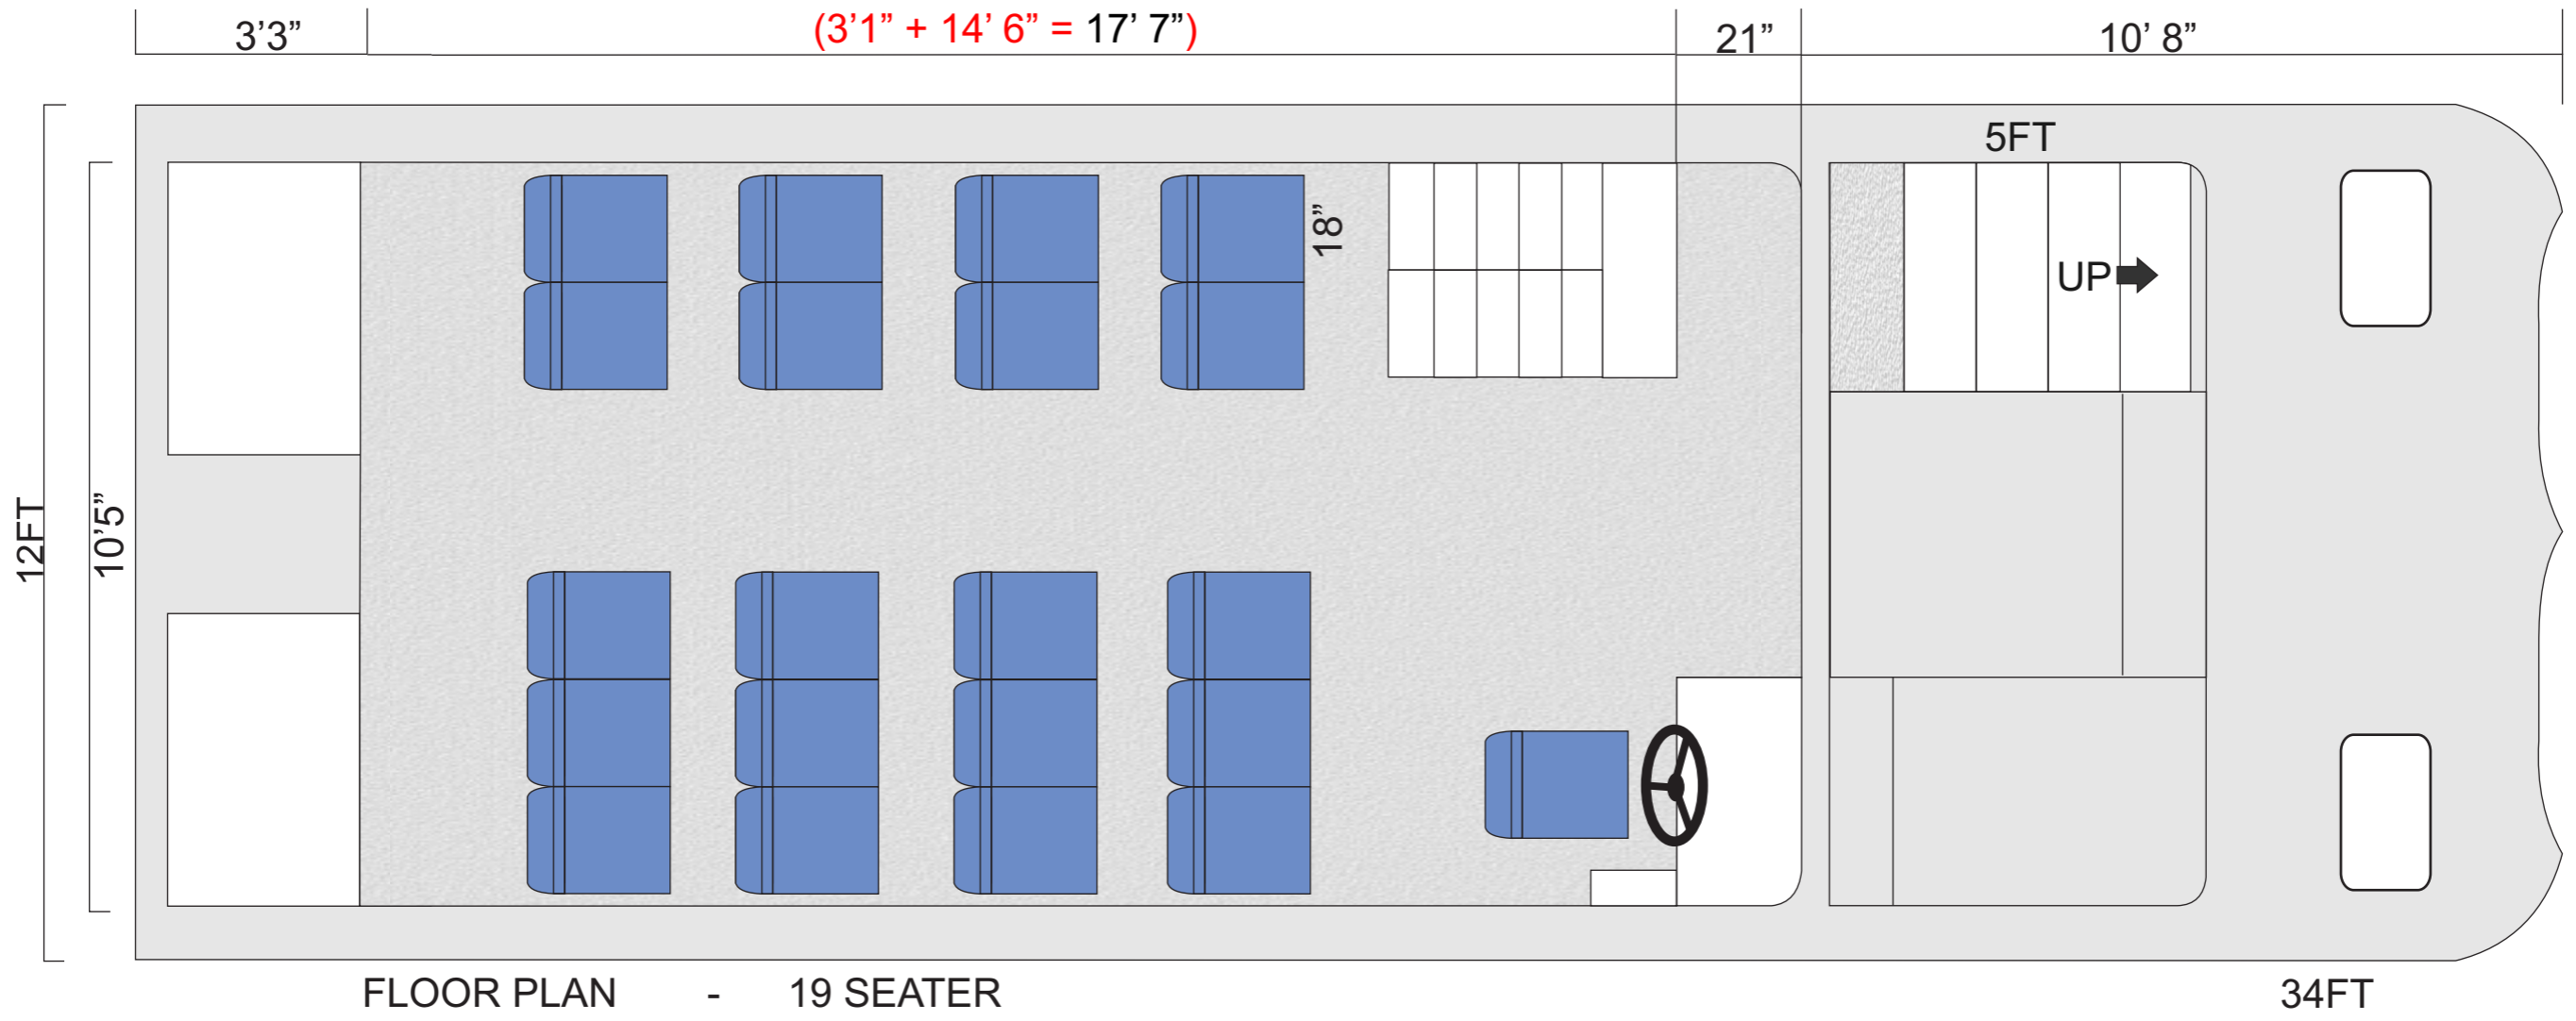 3’3”
(3’1” + 14’ 6” = 17’ 7”)
21”
10’ 8”
5FT
18”
UP
12FT
10’5”
FLOOR PLAN - 19 SEATER
34FT